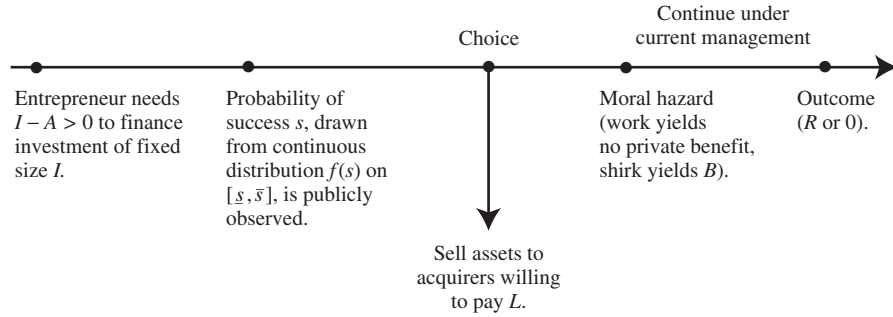 Continue under
current management
Choice
Entrepreneur needs
I – A > 0 to finance
investment of fixed
size I.
Probability of
success s, drawn
from continuous
distribution f(s) on
[s̲, s̄], is publicly
observed.
Moral hazard
(work yields
no private benefit,
shirk yields B).
Outcome
(R or 0).
Sell assets to
acquirers willing
to pay L.